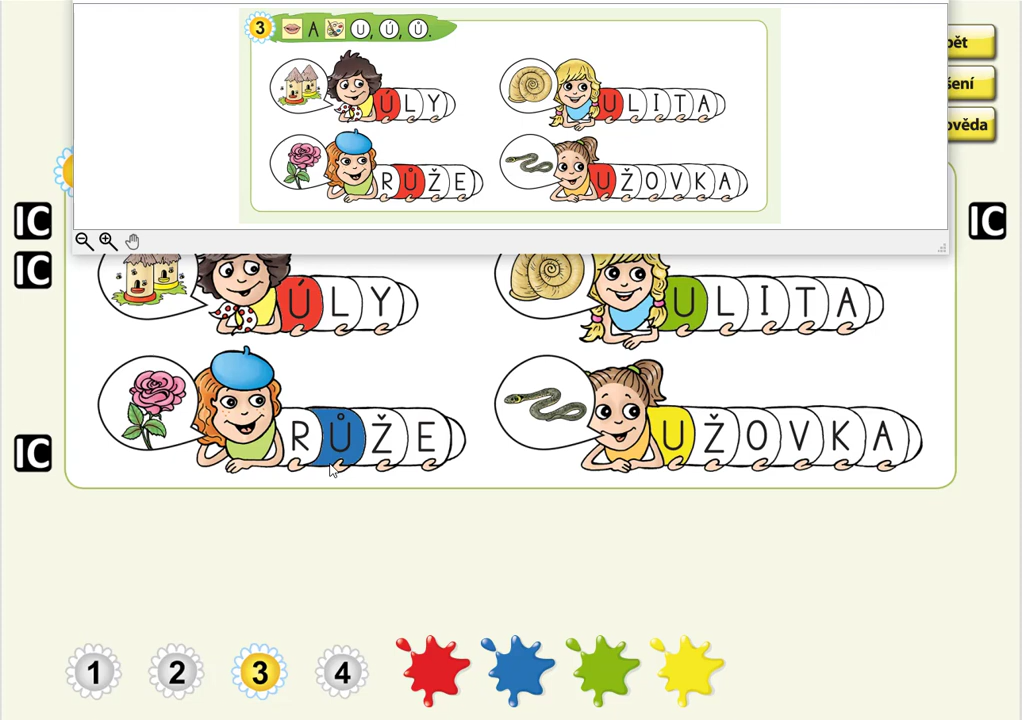 3 A U, Ú, Ů.
ÚLY ULITA
RŮŽE UŽOVKA
pět
šení
ověda
IC
IC
IC
IC
ÚLY ULITA
RŮŽE UŽOVKA
1 2 3 4